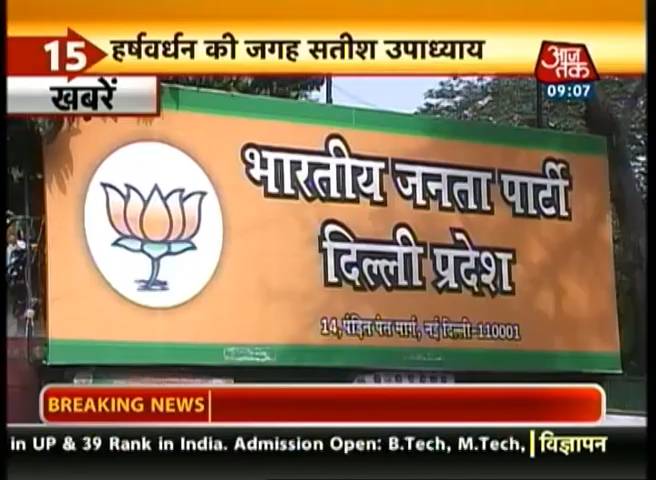 15 हर्षवर्धन की जगह सतीश उपाध्याय
खबरें
आज तक
09:07
भारतीय जनता पार्टी
दिल्ली प्रदेश
14, पंडित पंत मार्ग, नई दिल्ली-110001
BREAKING NEWS
in UP & 39 Rank in India. Admission Open: B.Tech, M.Tech, विज्ञापन